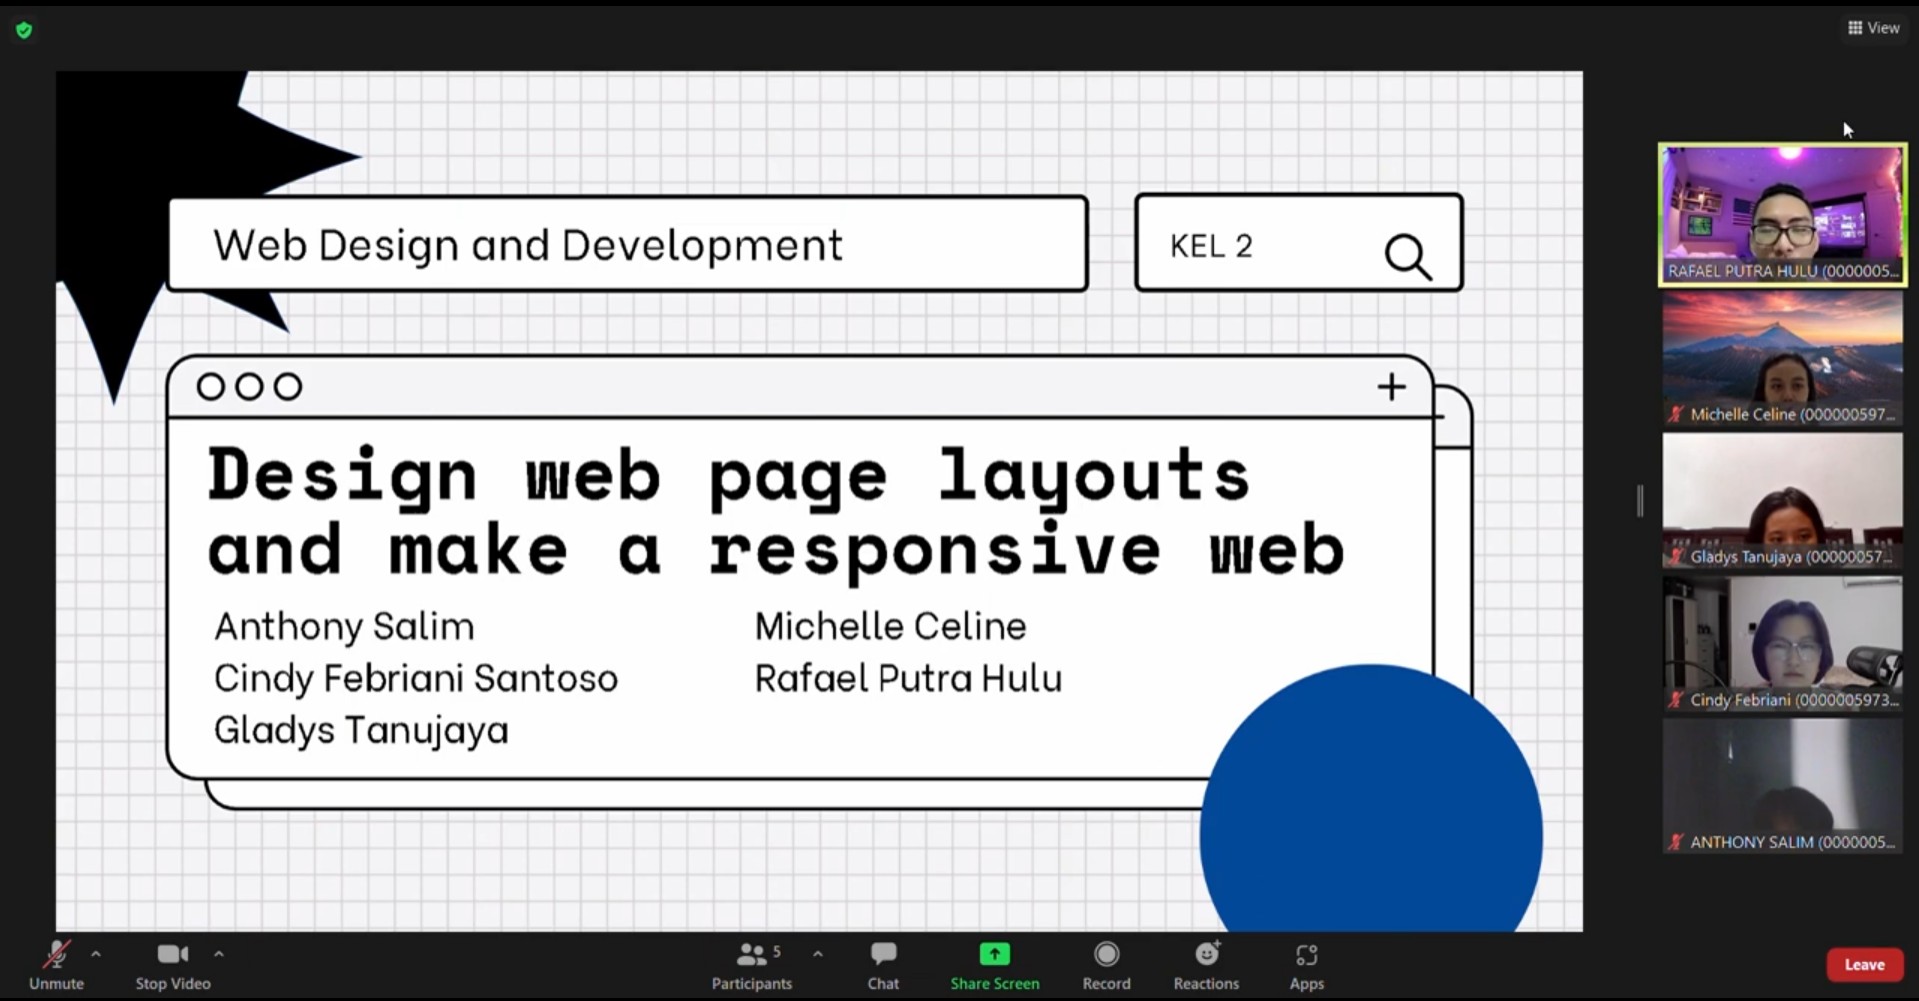 View
Web Design and Development
KEL 2
Design web page layouts
and make a responsive web
Anthony Salim
Michelle Celine
Cindy Febriani Santoso
Rafael Putra Hulu
Gladys Tanujaya
RAFAEL PUTRA HULU (0000005...
Michelle Celine (000000597...
Gladys Tanujaya (00000057...
Cindy Febriani (0000005973...
ANTHONY SALIM (0000005...
Unmute
Stop Video
5
Participants
Chat
Share Screen
Record
Reactions
Apps
Leave